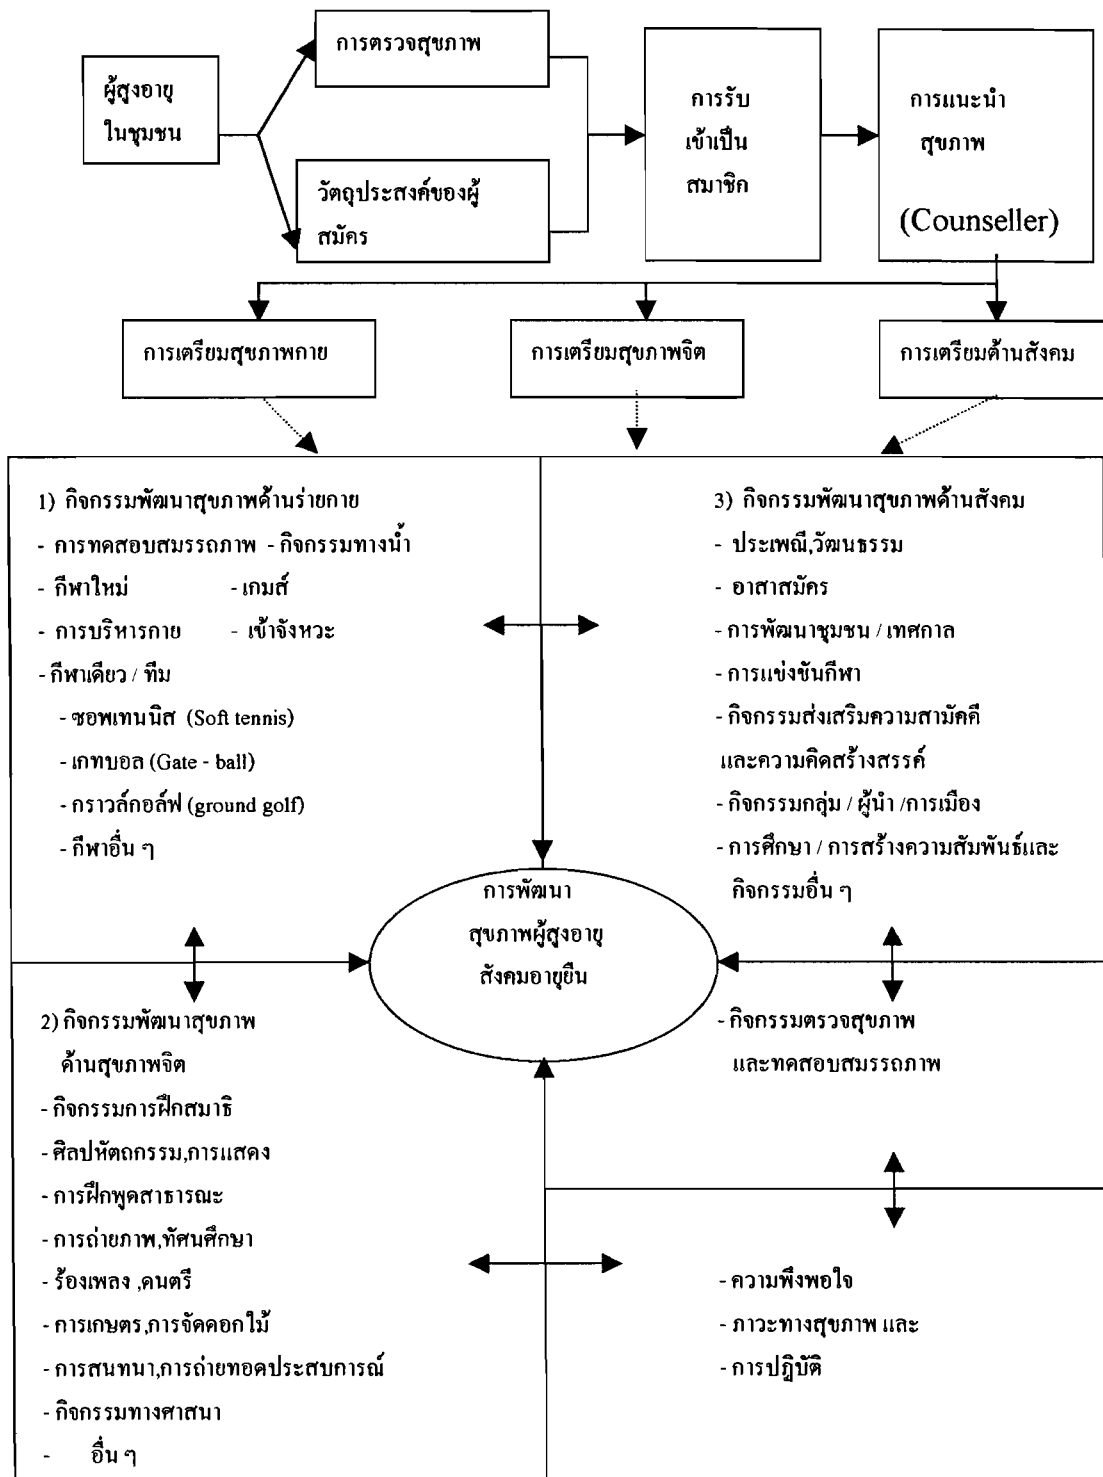 ผู้สูงอายุ
ในชุมชน
การตรวจสุขภาพ
วัตถุประสงค์ของผู้
สมัคร
การรับ
เข้าเป็น
สมาชิก
การแนะนำ
สุขภาพ
(Counseller)
การเตรียมสุขภาพกาย
การเตรียมสุขภาพจิต
การเตรียมด้านสังคม
1) กิจกรรมพัฒนาสุขภาพด้านร่ายกาย
- การทดสอบสมรรถภาพ - กิจกรรมทางน้ำ
- กีฬาใหม่ - เกมส์
- การบริหารกาย - เข้าจังหวะ
- กีฬาเดียว / ทีม
- ซอพเทนนิส (Soft tennis)
- เกทบอล (Gate - ball)
- กราวล์กอล์ฟ (ground golf)
- กีฬาอื่น ๆ
3) กิจกรรมพัฒนาสุขภาพด้านสังคม
- ประเพณี,วัฒนธรรม
- อาสาสมัคร
- การพัฒนาชุมชน / เทศกาล
- การแข่งขันกีฬา
- กิจกรรมส่งเสริมความสามัคคี
และความคิดสร้างสรรค์
- กิจกรรมกลุ่ม / ผู้นำ /การเมือง
- การศึกษา / การสร้างความสัมพันธ์และ
กิจกรรมอื่น ๆ
การพัฒนา
สุขภาพผู้สูงอายุ
สังคมอายุยืน
2) กิจกรรมพัฒนาสุขภาพ
ด้านสุขภาพจิต
- กิจกรรมการฝึกสมาธิ
- ศิลปหัตถกรรม,การแสดง
- การฝึกพูดสาธารณะ
- การถ่ายภาพ,ทัศนศึกษา
- ร้องเพลง ,ดนตรี
- การเกษตร,การจัดดอกไม้
- การสนทนา,การถ่ายทอดประสบการณ์
- กิจกรรมทางศาสนา
- อื่น ๆ
- กิจกรรมตรวจสุขภาพ
และทดสอบสมรรถภาพ
- ความพึงพอใจ
- ภาวะทางสุขภาพ และ
- การปฎิบัติ